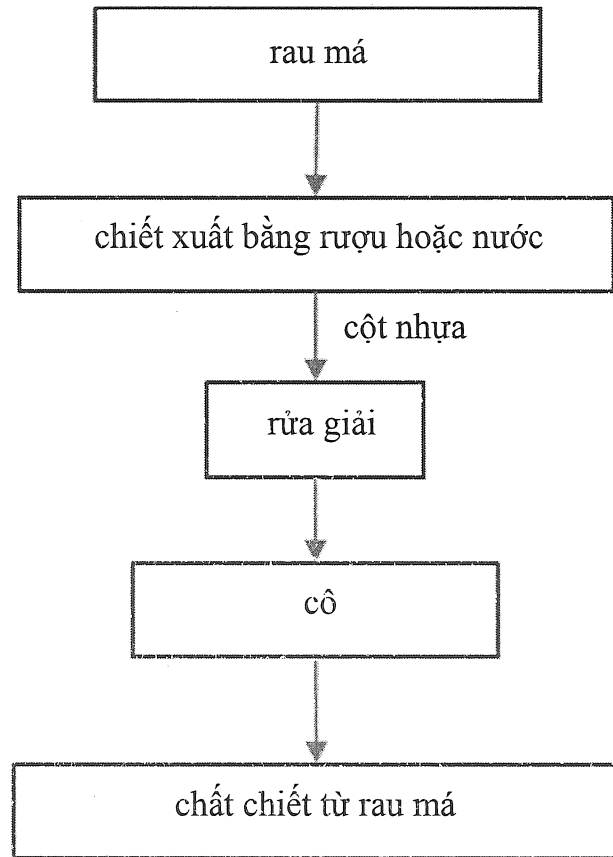 rau má
chiết xuất bằng rượu hoặc nước
cột nhựa
rửa giải
cô
chất chiết từ rau má